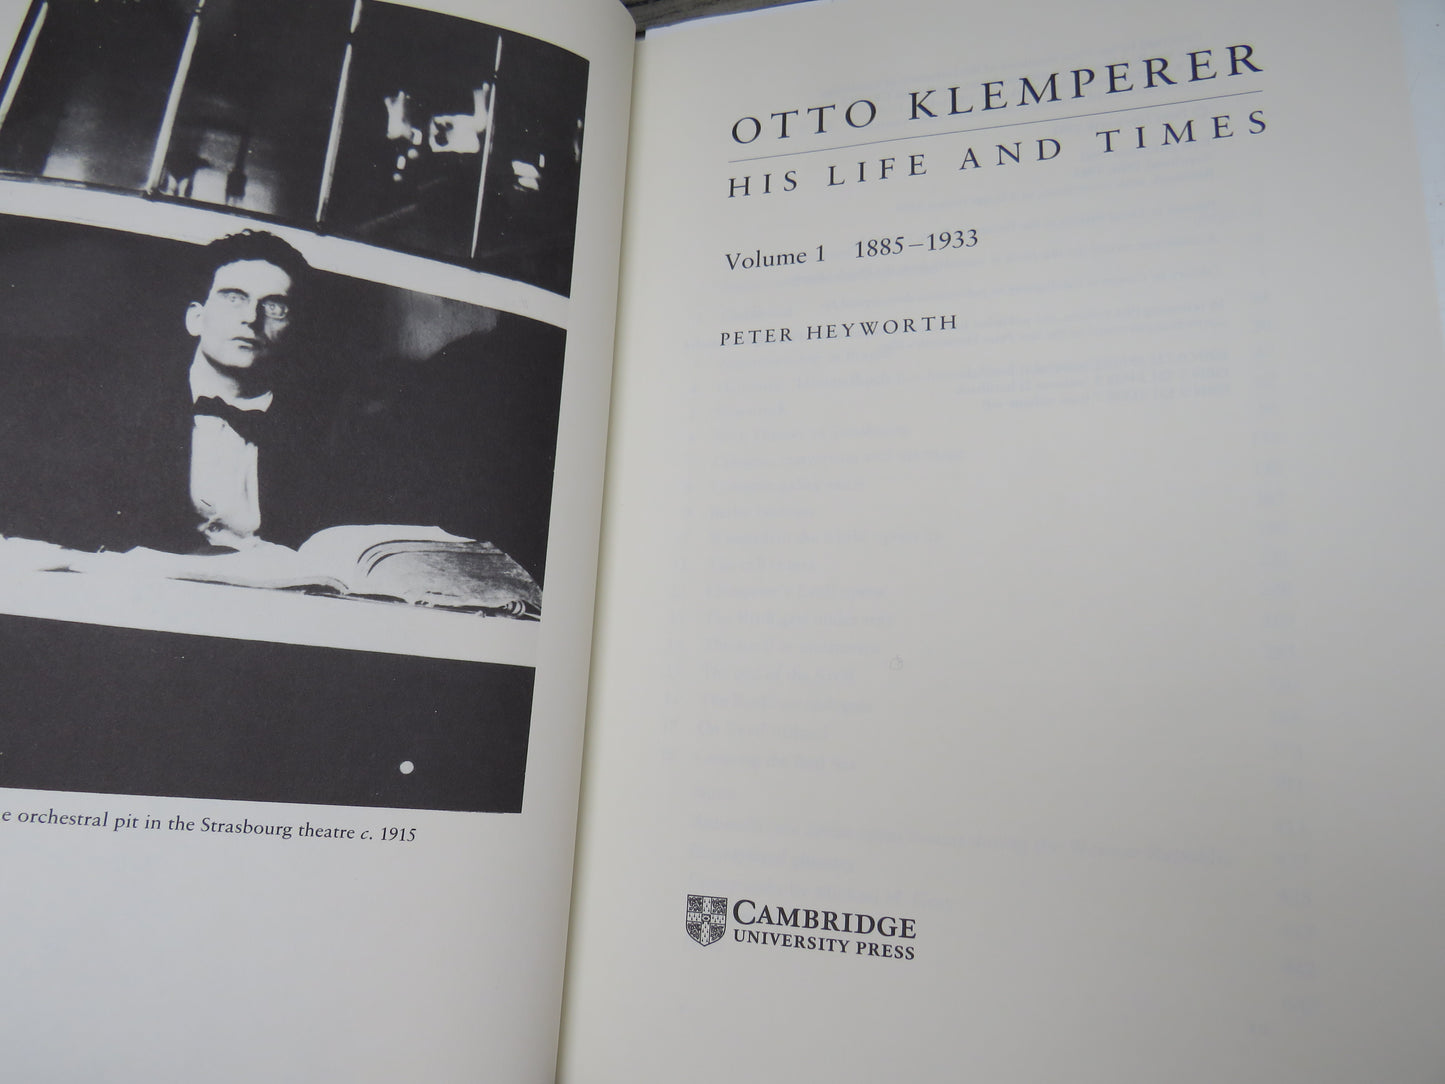 e orchestral pit in the Strasbourg theatre c. 1915
OTTO KLEMPERER
HIS LIFE AND TIMES
Volume 1 1885–1933
PETER HEYWORTH
CAMBRIDGE
UNIVERSITY PRESS